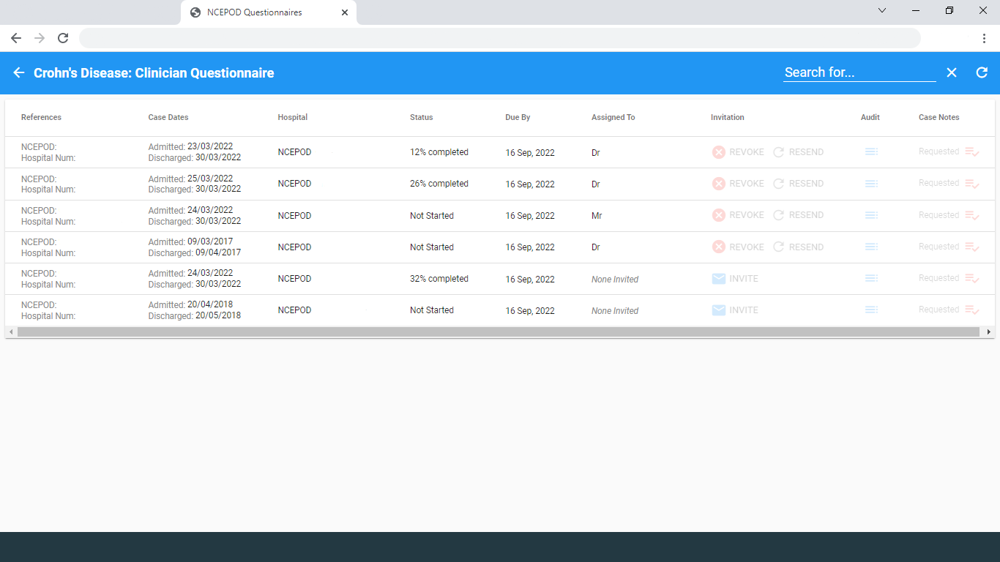 NCEPOD Questionnaires
Crohn's Disease: Clinician Questionnaire Search for...
References Case Dates Hospital Status Due By Assigned To Invitation Audit Case Notes
NCEPOD: Admitted: 23/03/2022
Hospital Num: Discharged: 30/03/2022 NCEPOD 12% completed 16 Sep, 2022 Dr REVOKE RESEND Requested
NCEPOD: Admitted: 25/03/2022
Hospital Num: Discharged: 30/03/2022 NCEPOD 26% completed 16 Sep, 2022 Dr REVOKE RESEND Requested
NCEPOD: Admitted: 24/03/2022
Hospital Num: Discharged: 30/03/2022 NCEPOD Not Started 16 Sep, 2022 Mr REVOKE RESEND Requested
NCEPOD: Admitted: 09/03/2017
Hospital Num: Discharged: 09/04/2017 NCEPOD Not Started 16 Sep, 2022 Dr REVOKE RESEND Requested
NCEPOD: Admitted: 24/03/2022
Hospital Num: Discharged: 30/03/2022 NCEPOD 32% completed 16 Sep, 2022 None Invited INVITE Requested
NCEPOD: Admitted: 20/04/2018
Hospital Num: Discharged: 20/05/2018 NCEPOD Not Started 16 Sep, 2022 None Invited INVITE Requested